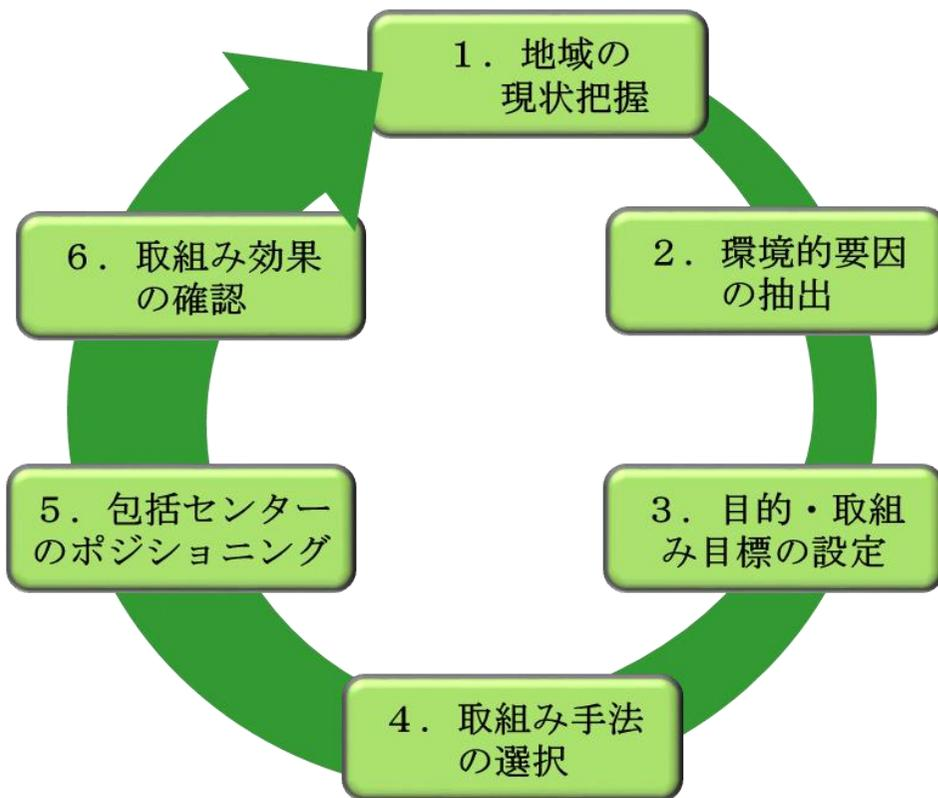 １．地域の
現状把握
２．環境的要因
の抽出
３．目的・取組
み目標の設定
４．取組み手法
の選択
５．包括センター
のポジショニング
６．取組み効果
の確認